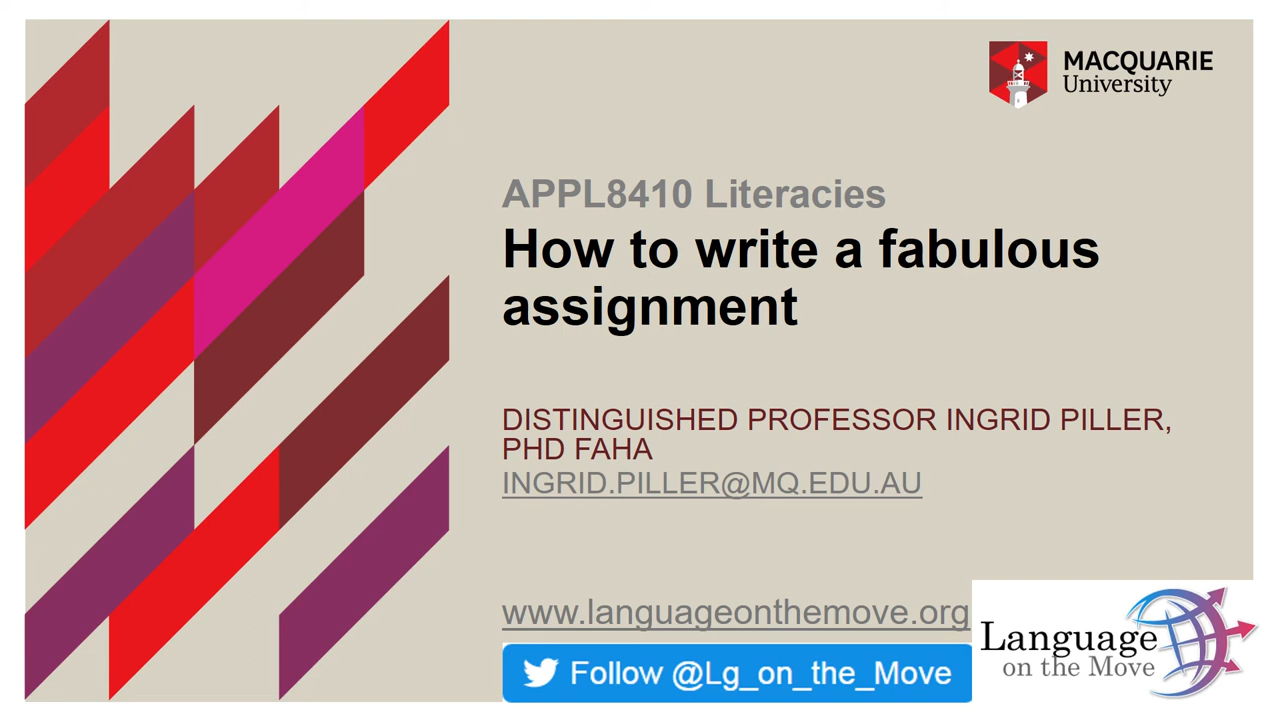 MACQUARIE
University
APPL8410 Literacies
How to write a fabulous
assignment
DISTINGUISHED PROFESSOR INGRID PILLER,
PHD FAHA
INGRID.PILLER@MQ.EDU.AU
www.languageonthemove.org
Follow @Lg_on_the_Move
Language
on the Move